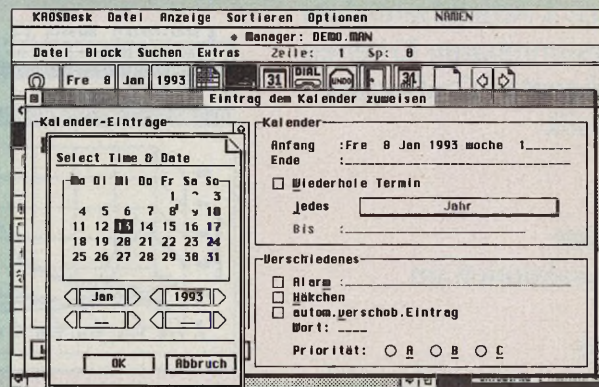 KAOSDesk Datei Anzeige Sortieren Optionen NAMEN
Manager: DEMO.MAN
Datei Block Suchen Extras Zeile: 1 Sp: 0
Fre 8 Jan 1993 31 DIAL UNDO 31
Eintrag dem Kalender zuweisen
Kalender-Einträge
Select Time & Date
Mo DI Mi Do Fr Sa So
1 3
4 5 6 7 8 9 10
11 12 13 14 15 16 17
18 19 20 21 22 23 24
25 26 27 28 29 30 31
Jan 1993
__ __
OK Abbruch
Kalender
Anfang :Fre 8 Jan 1993 woche 1______
Ende :
Wiederhole Termin
Jedes Jahr
Bis :
Verschiedenes
Alarm :
Häkchen
autom.verschob.Eintrag
Wort: ____
Priorität: A B C